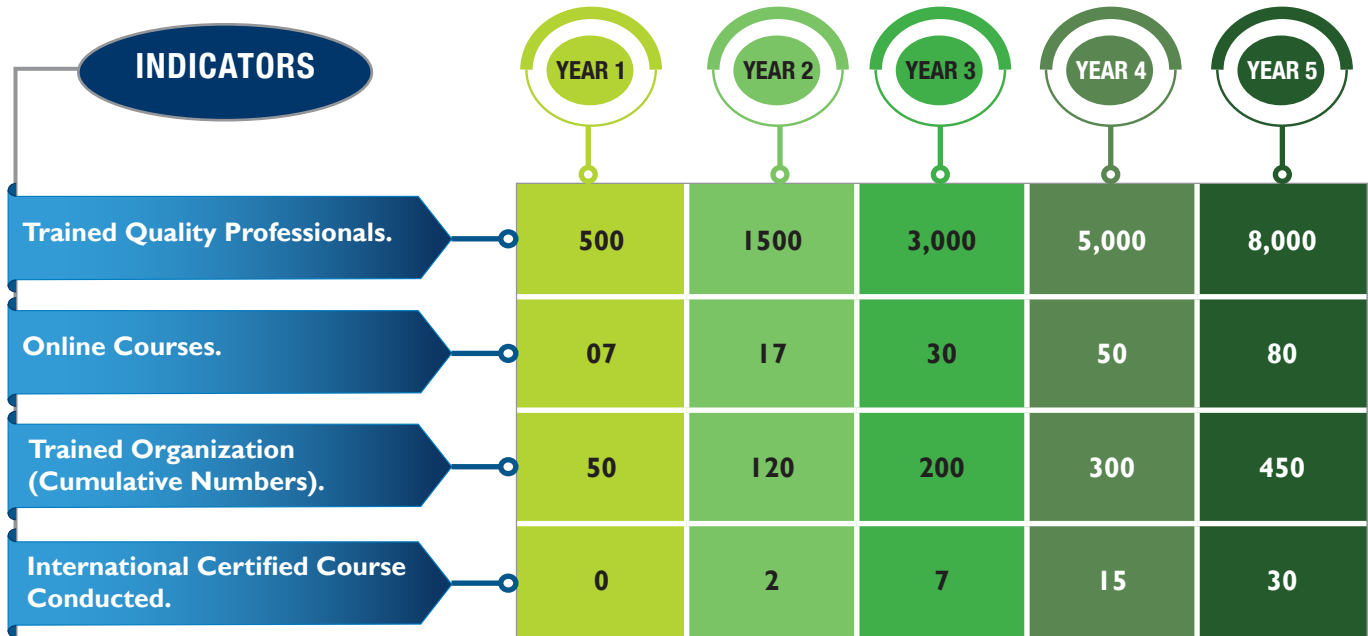 INDICATORS
YEAR 1
YEAR 2
YEAR 3
YEAR 4
YEAR 5
Trained Quality Professionals.
500
1500
3,000
5,000
8,000
Online Courses.
07
17
30
50
80
Trained Organization
(Cumulative Numbers).
50
120
200
300
450
International Certified Course
Conducted.
0
2
7
15
30